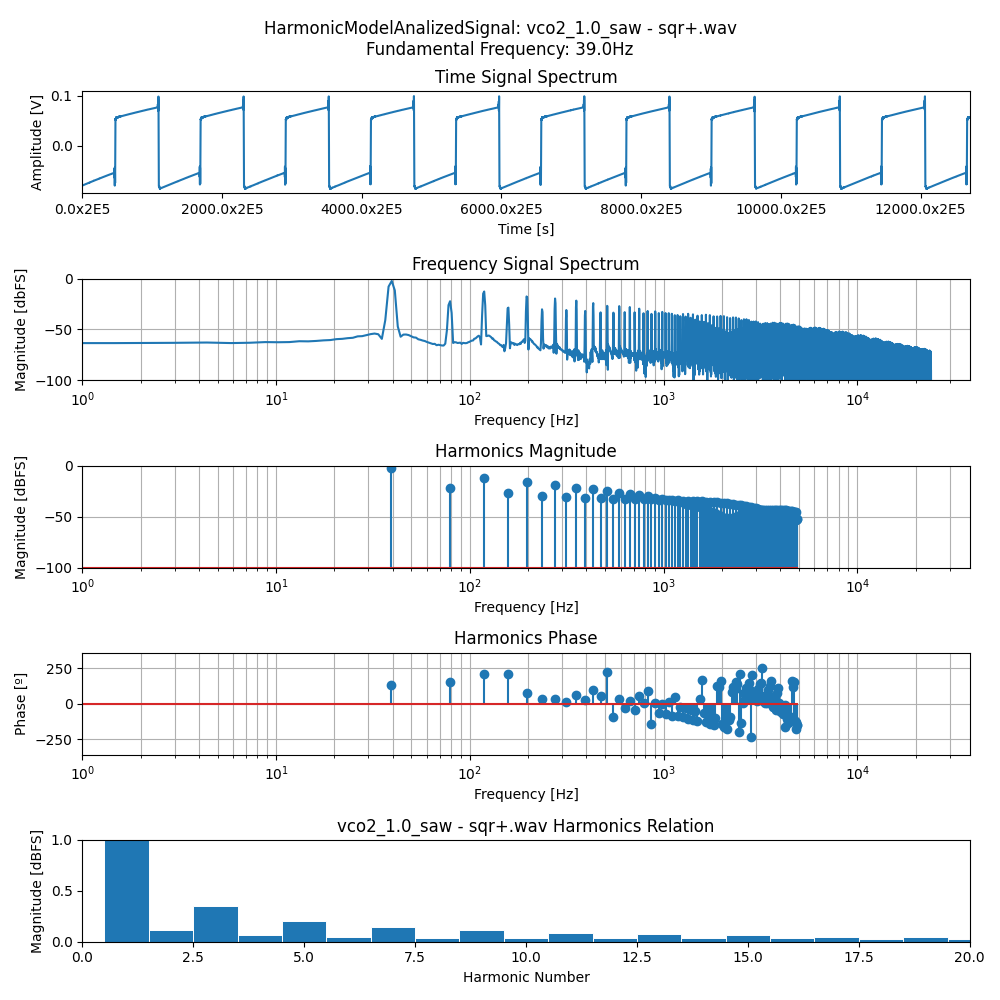 HarmonicModelAnalizedSignal: vco2_1.0_saw - sqr+.wav
Fundamental Frequency: 39.0Hz
Time Signal Spectrum
Amplitude [V]
0.1
0.0
0.0x2E5 2000.0x2E5 4000.0x2E5 6000.0x2E5 8000.0x2E5 10000.0x2E5 12000.0x2E5
Time [s]
Frequency Signal Spectrum
Magnitude [dbFS]
0
−50
−100
10^0 10^1 10^2 10^3 10^4
Frequency [Hz]
Harmonics Magnitude
Magnitude [dBFS]
0
−50
−100
10^0 10^1 10^2 10^3 10^4
Frequency [Hz]
Harmonics Phase
Phase [º]
250
0
−250
10^0 10^1 10^2 10^3 10^4
Frequency [Hz]
vco2_1.0_saw - sqr+.wav Harmonics Relation
Magnitude [dBFS]
1.0
0.5
0.0
0.0 2.5 5.0 7.5 10.0 12.5 15.0 17.5 20.0
Harmonic Number